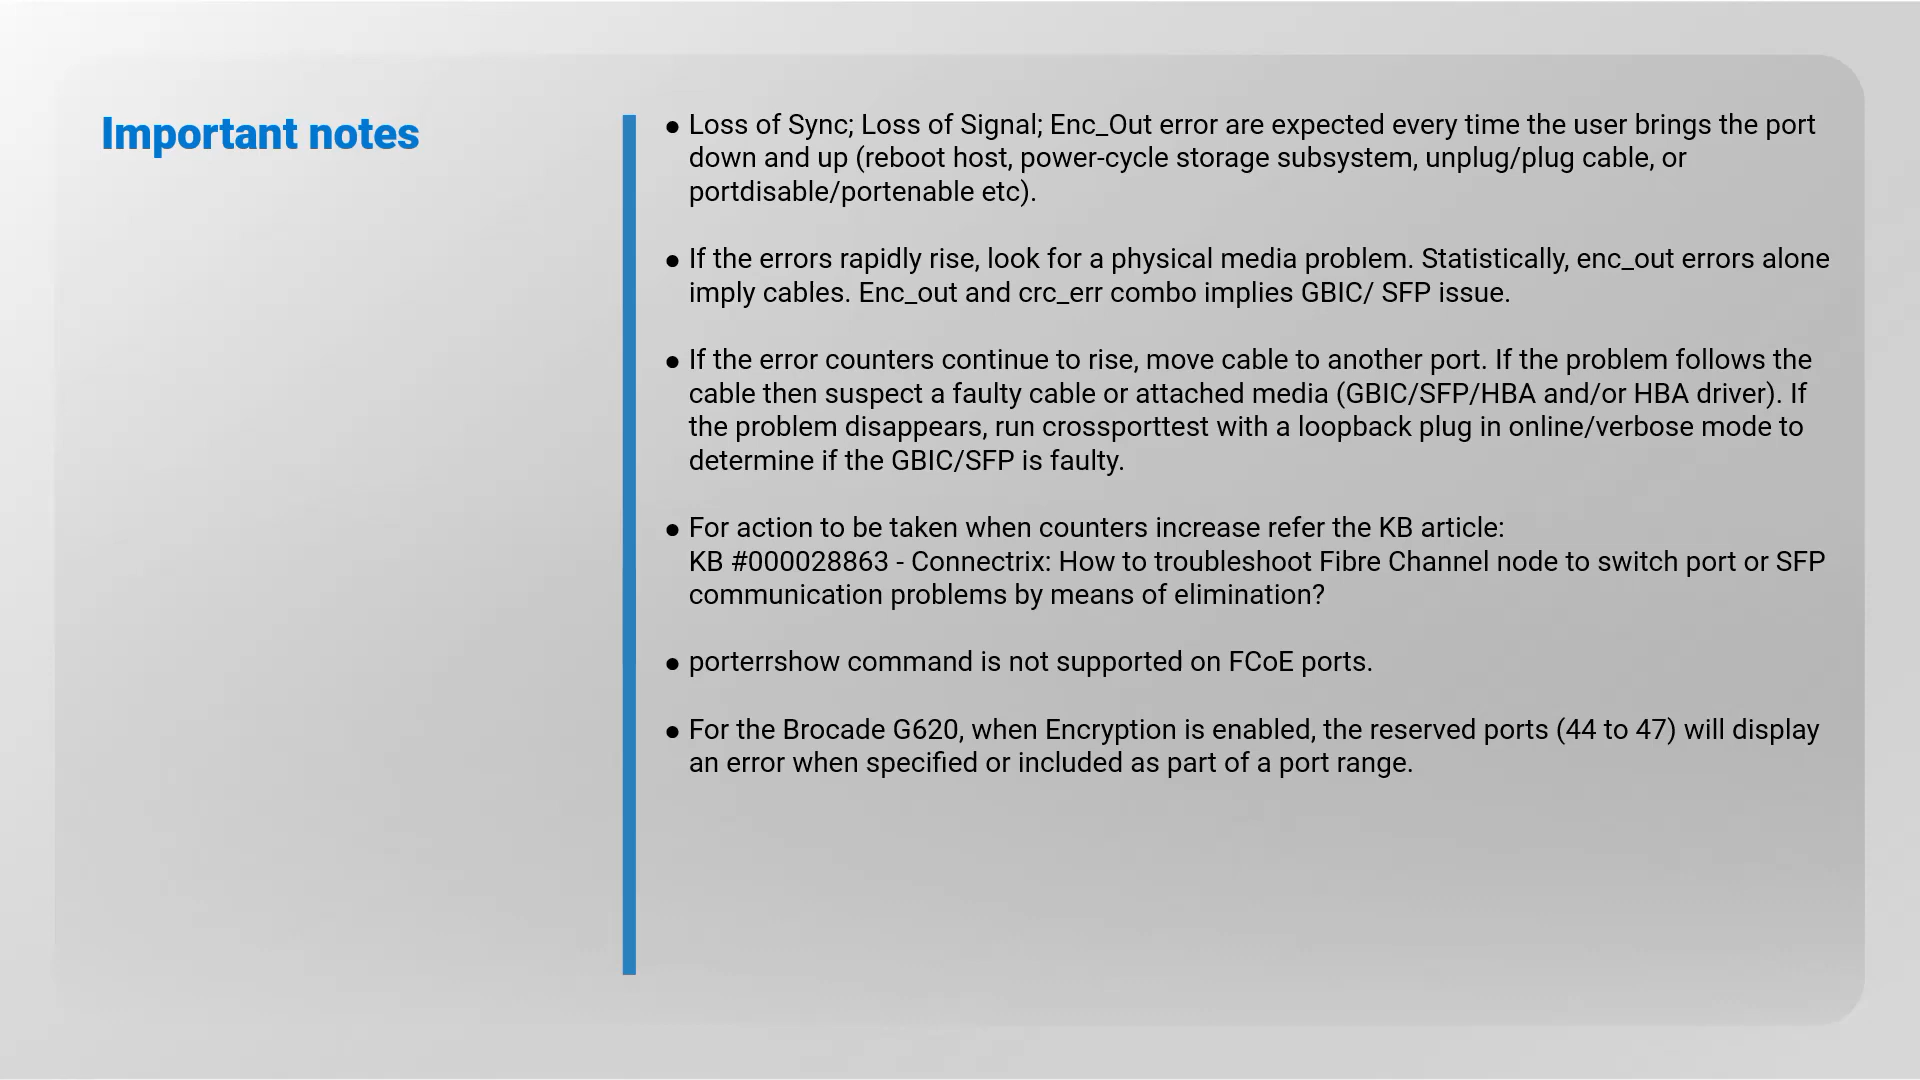 Important notes
● Loss of Sync; Loss of Signal; Enc_Out error are expected every time the user brings the port
down and up (reboot host, power-cycle storage subsystem, unplug/plug cable, or
portdisable/portenable etc).
● If the errors rapidly rise, look for a physical media problem. Statistically, enc_out errors alone
imply cables. Enc_out and crc_err combo implies GBIC/ SFP issue.
● If the error counters continue to rise, move cable to another port. If the problem follows the
cable then suspect a faulty cable or attached media (GBIC/SFP/HBA and/or HBA driver). If
the problem disappears, run crossporttest with a loopback plug in online/verbose mode to
determine if the GBIC/SFP is faulty.
● For action to be taken when counters increase refer the KB article:
KB #000028863 - Connectrix: How to troubleshoot Fibre Channel node to switch port or SFP
communication problems by means of elimination?
● porterrshow command is not supported on FCoE ports.
● For the Brocade G620, when Encryption is enabled, the reserved ports (44 to 47) will display
an error when specified or included as part of a port range.